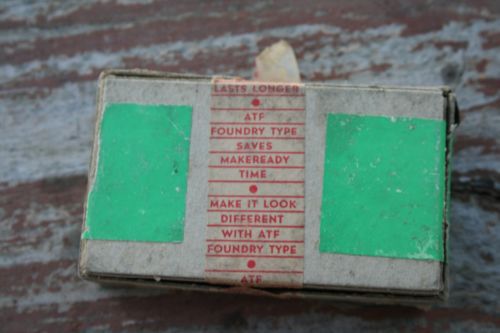 LASTS LONGER
ATF
FOUNDRY TYPE
SAVES
MAKEREADY
TIME
MAKE IT LOOK
DIFFERENT
WITH ATF
FOUNDRY TYPE
ATF